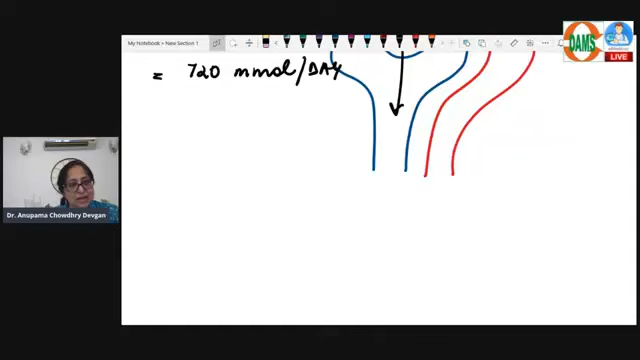 My Notebook > New Section 1
= 720 mmol/DAY
DAMS
LIVE
Dr. Anupama Chowdhry Devgan